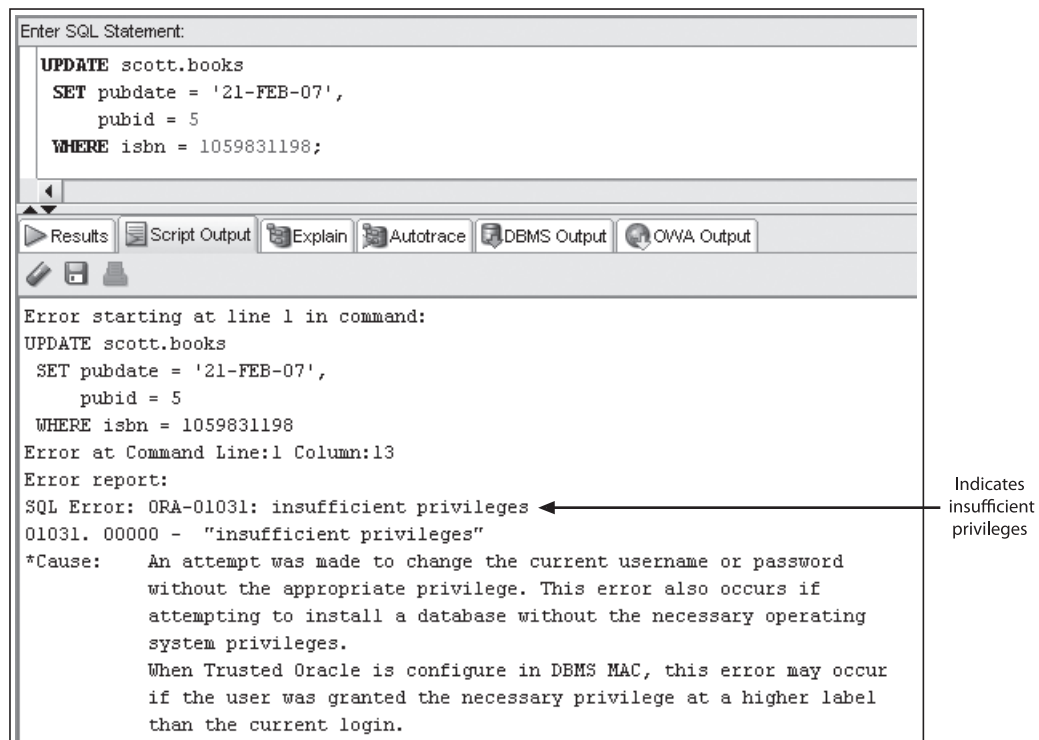 Enter SQL Statement:
UPDATE scott.books
SET pubdate = '21-FEB-07',
pubid = 5
WHERE isbn = 1059831198;
Results Script Output Explain Autotrace DBMS Output OWA Output
Error starting at line 1 in command:
UPDATE scott.books
SET pubdate = '21-FEB-07',
pubid = 5
WHERE isbn = 1059831198
Error at Command Line:1 Column:13
Error report:
SQL Error: ORA-01031: insufficient privileges
01031. 00000 - "insufficient privileges"
*Cause: An attempt was made to change the current username or password
without the appropriate privilege. This error also occurs if
attempting to install a database without the necessary operating
system privileges.
When Trusted Oracle is configure in DBMS MAC, this error may occur
if the user was granted the necessary privilege at a higher label
than the current login.
Indicates
insufficient
privileges